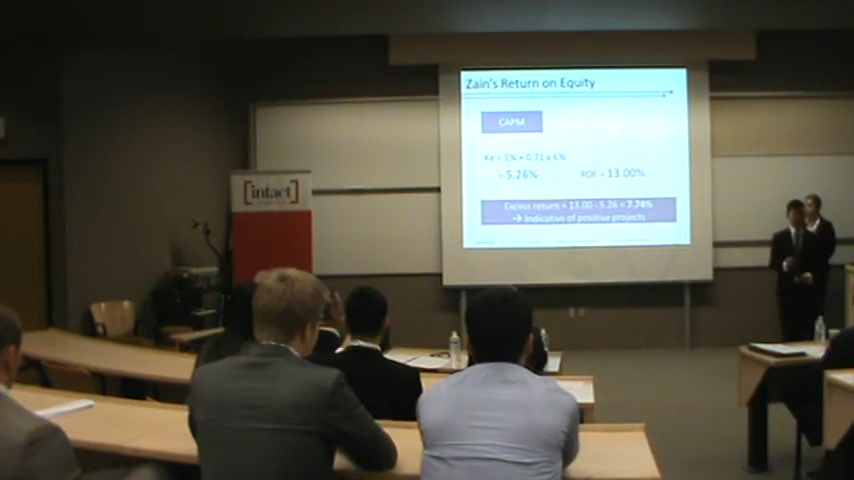 Zain's Return on Equity
CAPM
Ke = 1% + 0.71 x 6%
= 5.26%
ROE = 13.00%
Excess return = 13.00 - 5.26 = 7.74%
→ Indicative of positive projects
[intact]